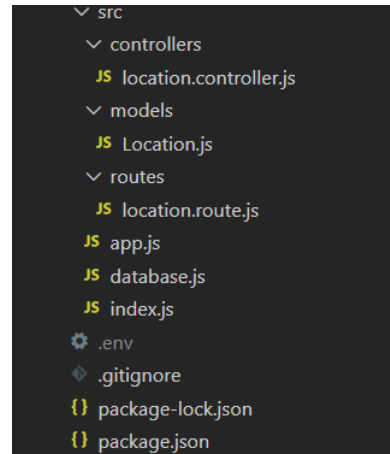 src
controllers
JS location.controller.js
models
JS Location.js
routes
JS location.route.js
JS app.js
JS database.js
JS index.js
.env
.gitignore
{} package-lock.json
{} package.json